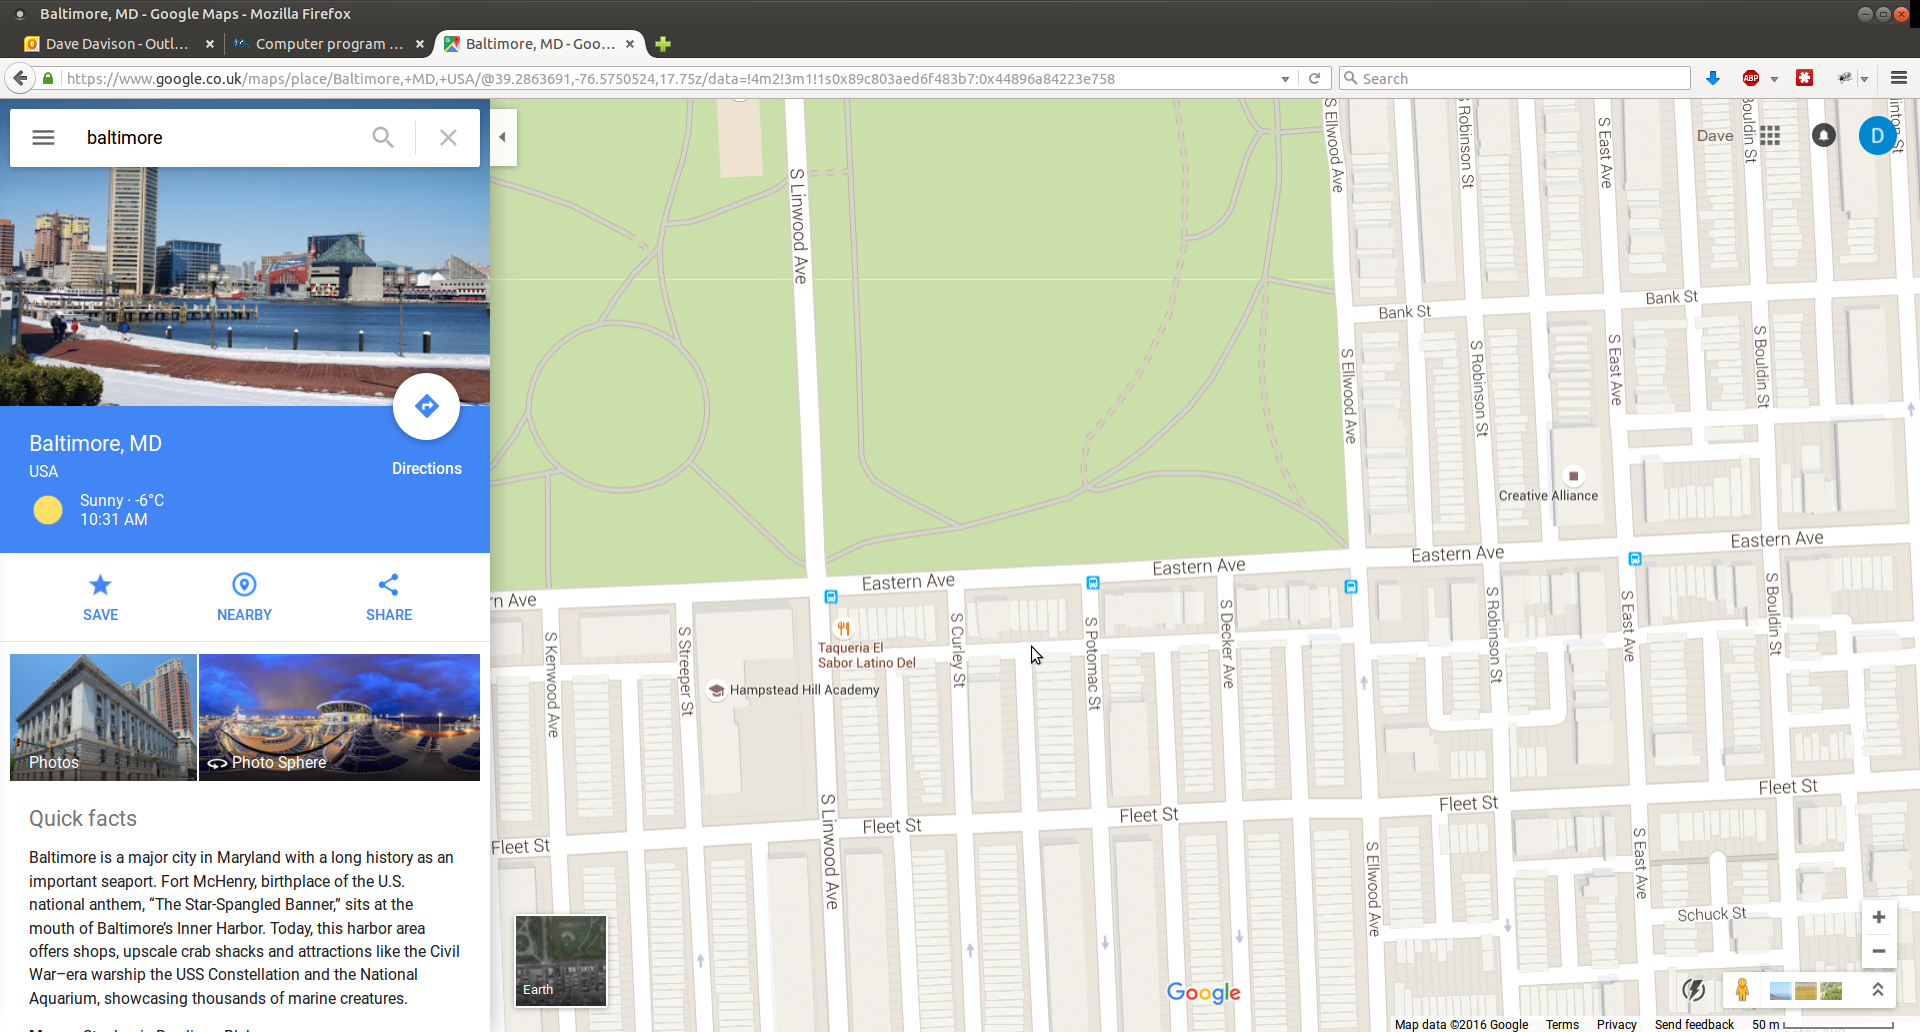 Baltimore, MD - Google Maps - Mozilla Firefox
Dave Davison - Outl...
Computer program ...
Baltimore, MD - Goo...
https://www.google.co.uk/maps/place/Baltimore,+MD,+USA/@39.2863691,-76.5750524,17.75z/data=!4m2!3m1!1s0x89c803aed6f483b7:0x44896a84223e758
Search
ABP
baltimore
Dave
D
Baltimore, MD
USA
Directions
Sunny · -6°C
10:31 AM
SAVE
NEARBY
SHARE
Photos
Photo Sphere
Quick facts
Baltimore is a major city in Maryland with a long history as an
important seaport. Fort McHenry, birthplace of the U.S.
national anthem, “The Star-Spangled Banner,” sits at the
mouth of Baltimore’s Inner Harbor. Today, this harbor area
offers shops, upscale crab shacks and attractions like the Civil
War–era warship the USS Constellation and the National
Aquarium, showcasing thousands of marine creatures.
S Linwood Ave
S Ellwood Ave
S Robinson St
S East Ave
Bouldin St
Bank St
Bank St
S Ellwood Ave
S Robinson St
S East Ave
S Bouldin St
Creative Alliance
Eastern Ave
Eastern Ave
Eastern Ave
Eastern Ave
rn Ave
Taqueria El
Sabor Latino Del
Hampstead Hill Academy
S Kenwood Ave
S Streeper St
S Curley St
S Potomac St
S Decker Ave
S Robinson St
S East Ave
S Bouldin St
Fleet St
Fleet St
Fleet St
Fleet St
Fleet St
S Linwood Ave
S Ellwood Ave
S East Ave
Schuck St
Earth
Google
Map data ©2016 Google
Terms
Privacy
Send feedback
50 m